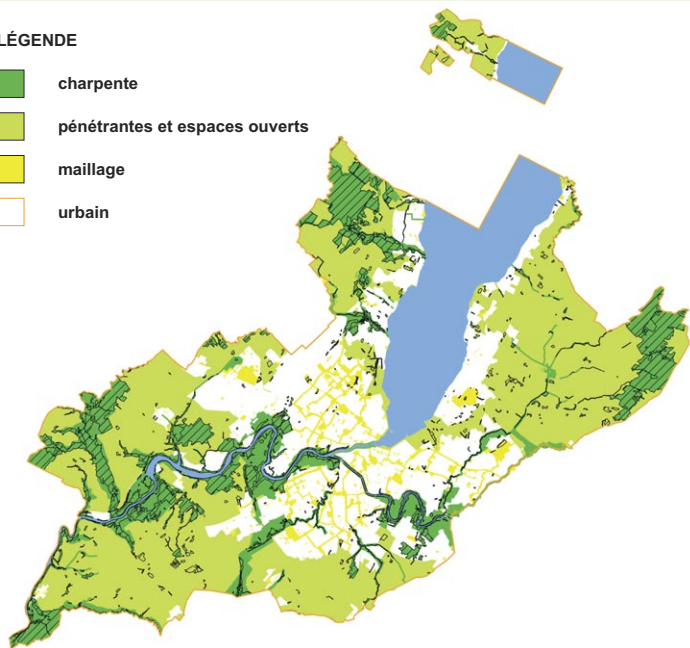 LÉGENDE
charpente
pénétrantes et espaces ouverts
maillage
urbain